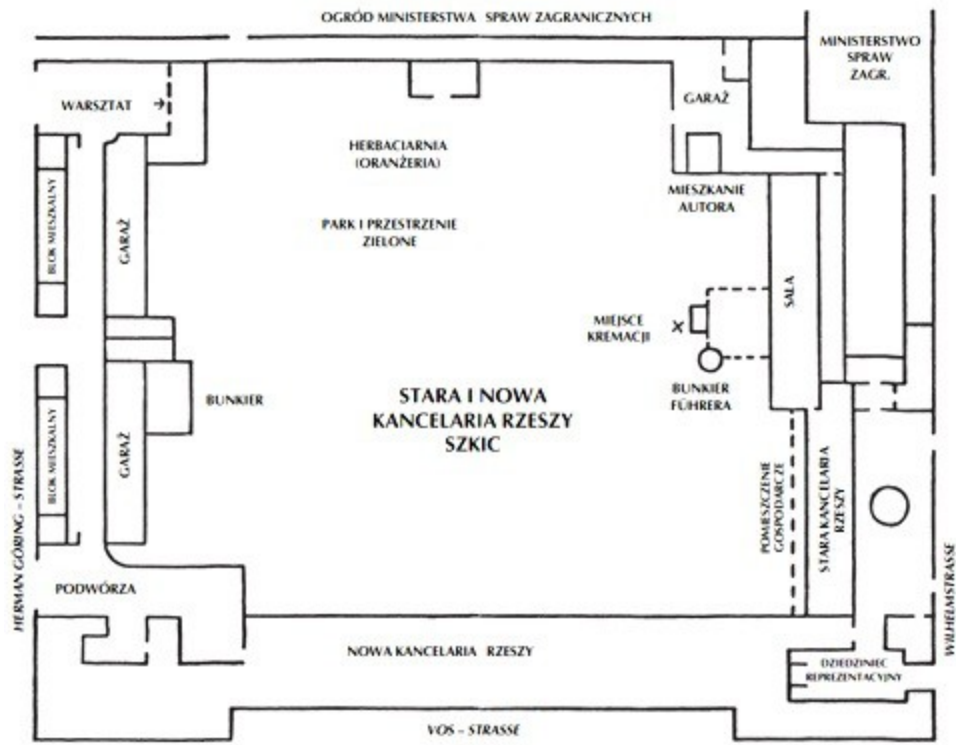 OGRÓD MINISTERSTWA SPRAW ZAGRANICZNYCH
MINISTERSTWO
SPRAW
ZAGR.
WARSZTAT
GARAŻ
HERBACIARNIA
(ORANŻERIA)
MIESZKANIE
AUTORA
BLOK MIESZKALNY
GARAŻ
PARK I PRZESTRZENIE
ZIELONE
SALA
MIEJSCE
KREMACJI
X
BUNKIER
FÜHRERA
BUNKIER
STARA I NOWA
KANCELARIA RZESZY
SZKIC
BLOK MIESZKALNY
GARAŻ
POMIESZCZENIE
GOSPODARCZE
STARA KANCELARIA
RZESZY
HERMAN GÖRING – STRASSE
WILHELMSTRASSE
PODWÓRZA
NOWA KANCELARIA RZESZY
DZIEDZINIEC
REPREZENTACYJNY
VOS – STRASSE